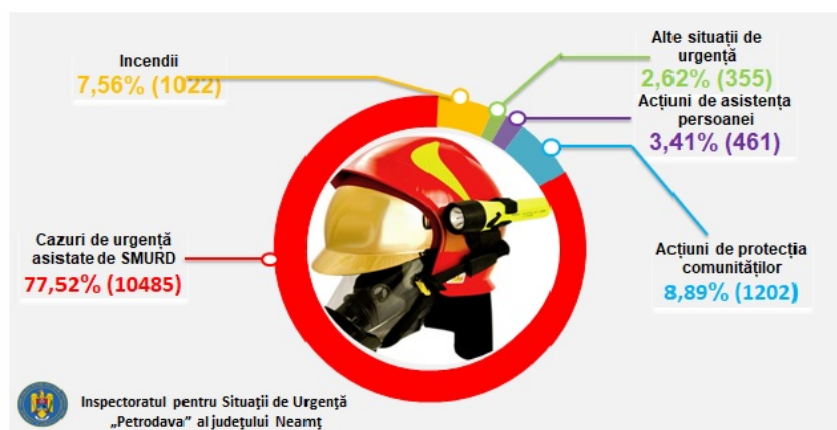 Incendii
7,56% (1022)
Alte situații de
urgență
2,62% (355)
Acțiuni de asistența
persoanei
3,41% (461)
Cazuri de urgență
asistate de SMURD
77,52% (10485)
Acțiuni de protecția
comunităților
8,89% (1202)
Inspectoratul pentru Situații de Urgență
„Petrodava” al județului Neamț